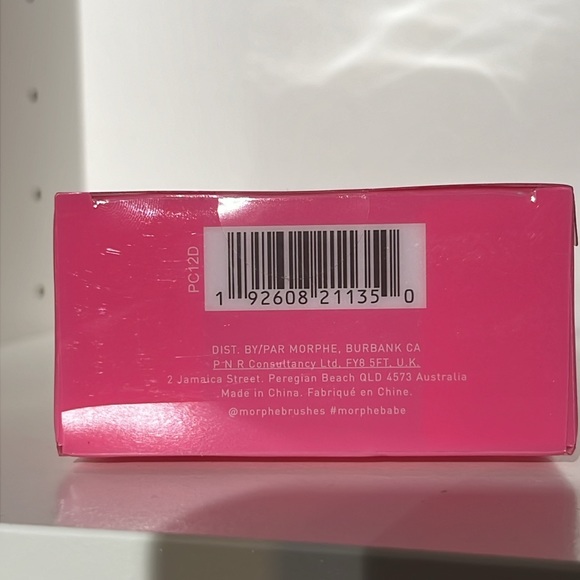 PC12D
1 92608 21135 0
DIST. BY/PAR MORPHE, BURBANK CA
P N R Consultancy Ltd. FY8 5FT, U.K.
2 Jamaica Street. Peregian Beach QLD 4573 Australia
Made in China. Fabriqué en Chine.
@morphebrushes #morphebabe